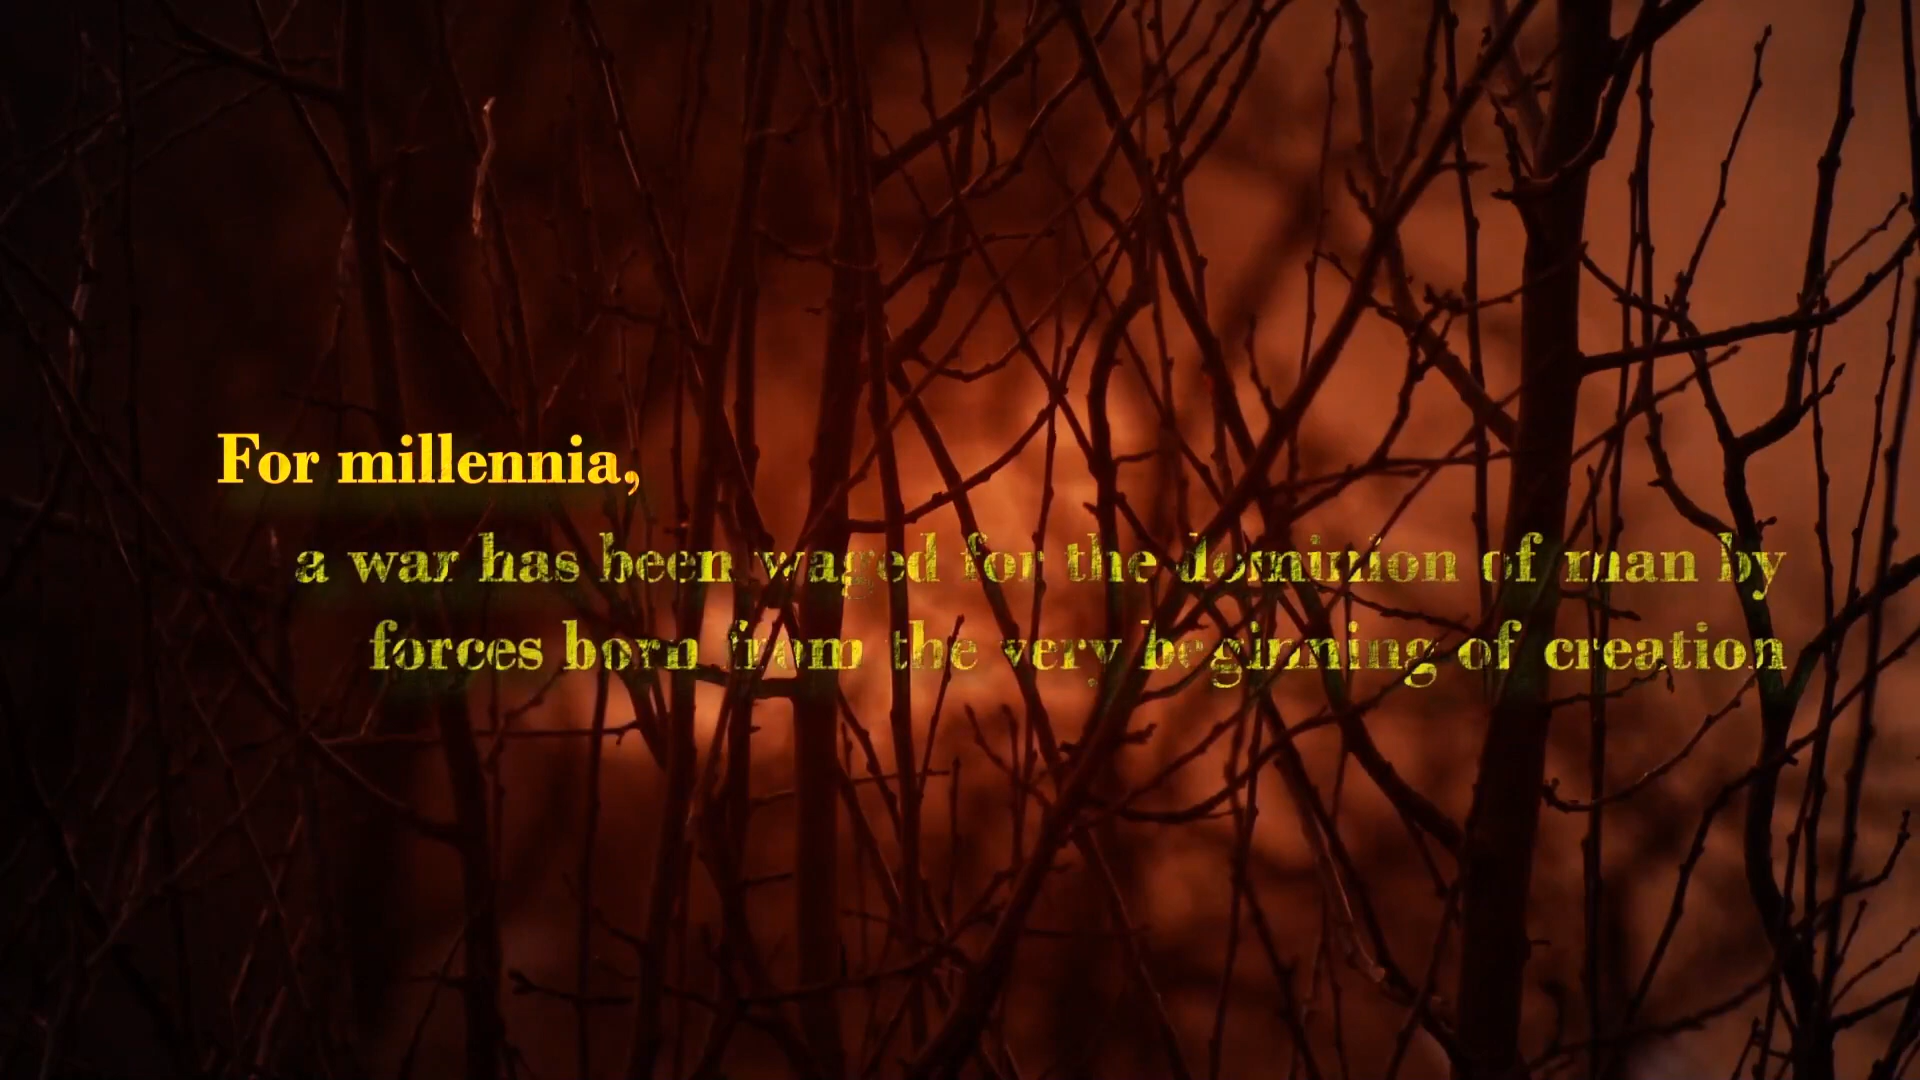 For millennia,
a war has been waged for the dominion of man by
forces born from the very beginning of creation